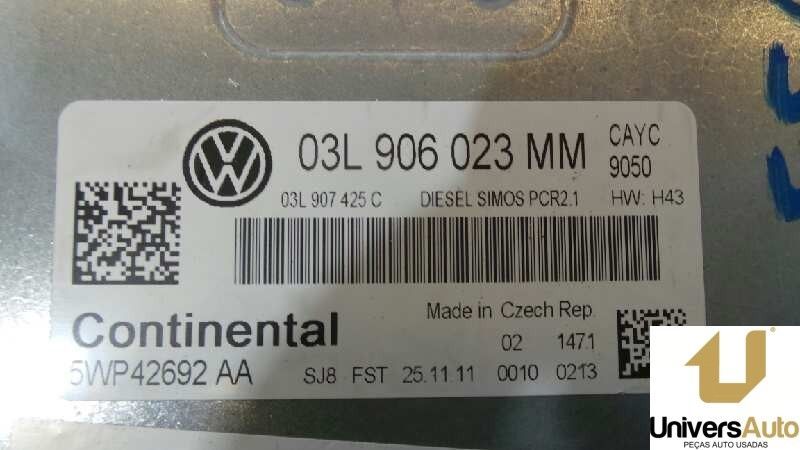 03L 906 023 MM
CAYC
9050
03L 907 425 C DIESEL SIMOS PCR2.1 HW: H43
Continental
Made in Czech Rep.
02 1471
5WP42692 AA SJ8 FST 25.11.11 0010 0213
UniversAuto
PEÇAS AUTO USADAS